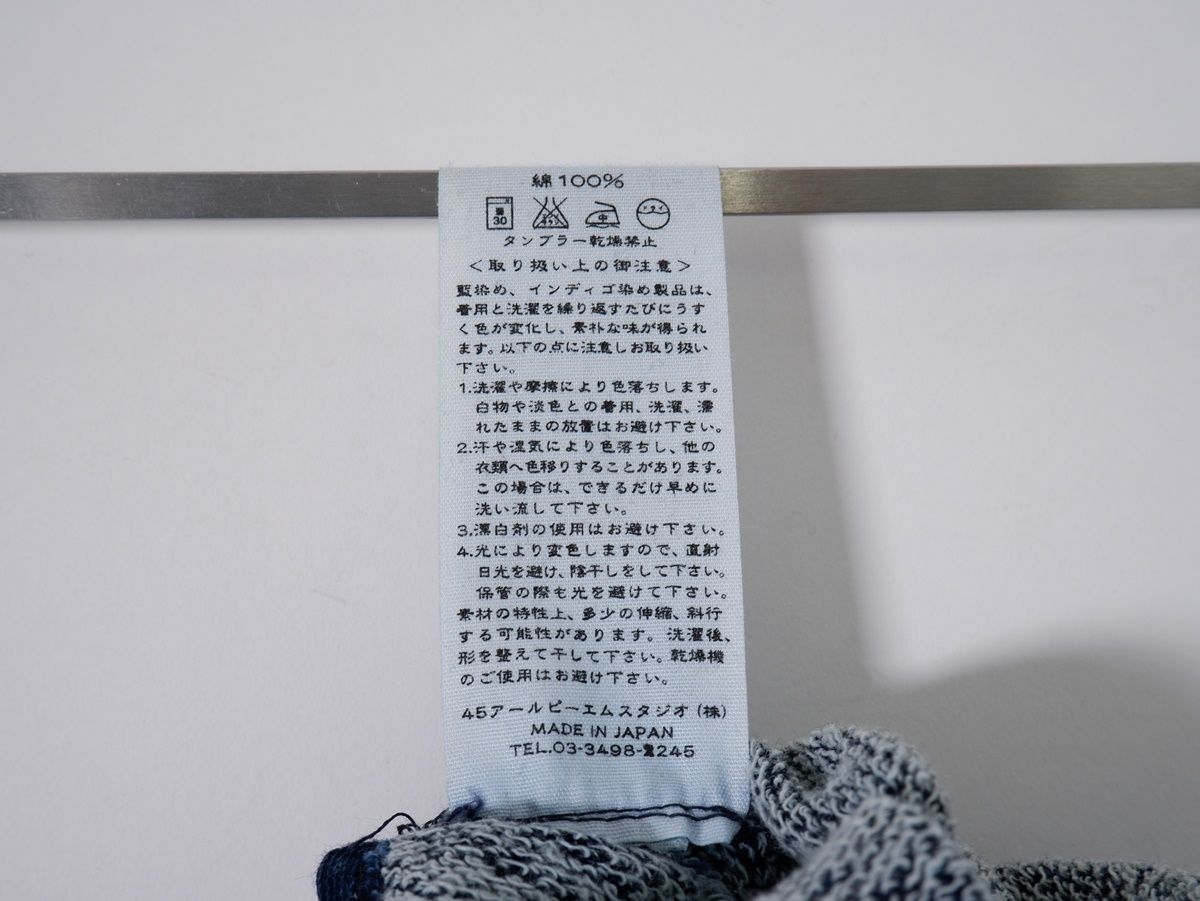 綿100%
30
中
ドライ
タンブラー乾燥禁止
<取り扱い上の御注意>
藍染め、インディゴ染め製品は、
着用と洗濯を繰り返すたびにうす
く色が変化し、素朴な味が得られ
ます。以下の点に注意しお取り扱い
下さい。
1.洗濯や摩擦により色落ちします。
白物や淡色との着用、洗濯、濡
れたままの放置はお避け下さい。
2.汗や湿気により色落ちし、他の
衣類へ色移りすることがあります。
この場合は、できるだけ早めに
洗い流して下さい。
3.漂白剤の使用はお避け下さい。
4.光により変色しますので、直射
日光を避け、陰干しをして下さい。
保管の際も光を避けて下さい。
素材の特性上、多少の伸縮、斜行
する可能性があります。洗濯後、
形を整えて干して下さい。乾燥機
のご使用はお避け下さい。
45アールピーエムスタジオ(株)
MADE IN JAPAN
TEL.03-3498-2245